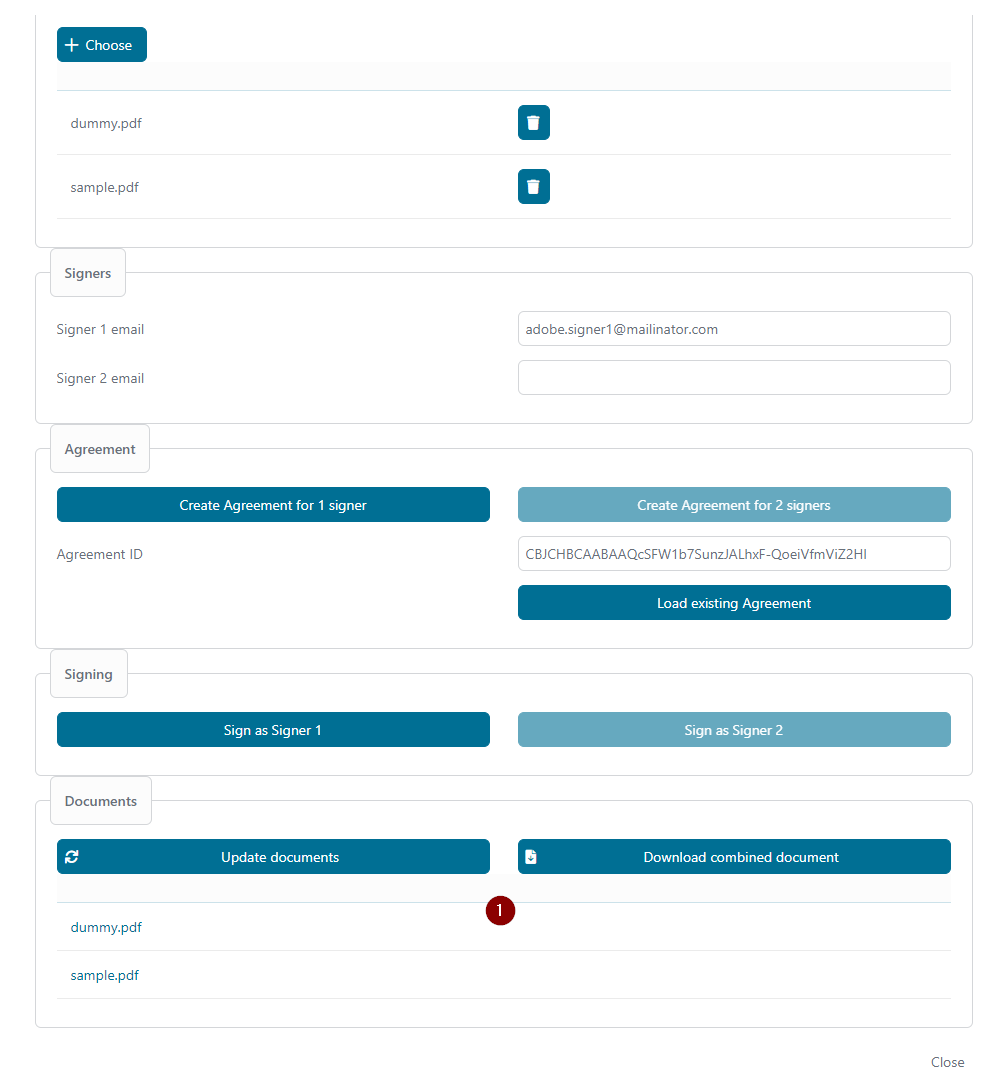 Choose
dummy.pdf
sample.pdf
Signers
Signer 1 email
adobe.signer1@mailinator.com
Signer 2 email
Agreement
Create Agreement for 1 signer
Create Agreement for 2 signers
Agreement ID
CBJCHBCAABAAQcSFW1b7SunzJALhxF-QoeiVfmViZ2HI
Load existing Agreement
Signing
Sign as Signer 1
Sign as Signer 2
Documents
Update documents
Download combined document
1
dummy.pdf
sample.pdf
Close